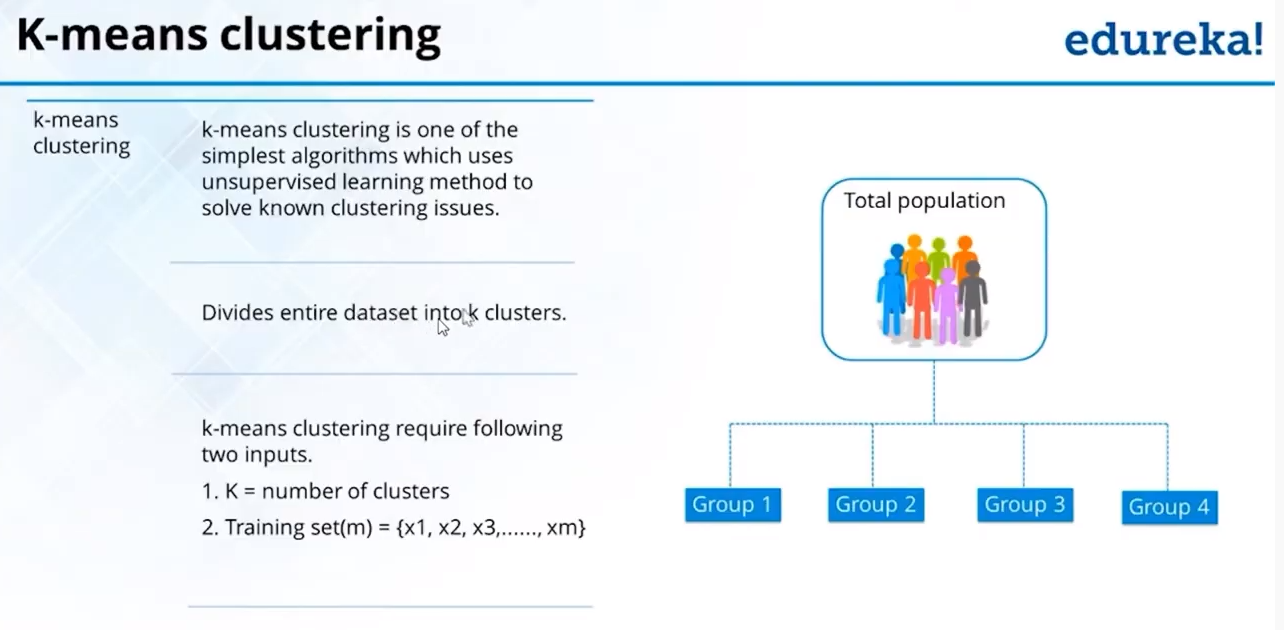 K-means clustering
edureka!
k-means
clustering
k-means clustering is one of the
simplest algorithms which uses
unsupervised learning method to
solve known clustering issues.
Divides entire dataset into k clusters.
k-means clustering require following
two inputs.
1. K = number of clusters
2. Training set(m) = {x1, x2, x3,......, xm}
Total population
Group 1
Group 2
Group 3
Group 4